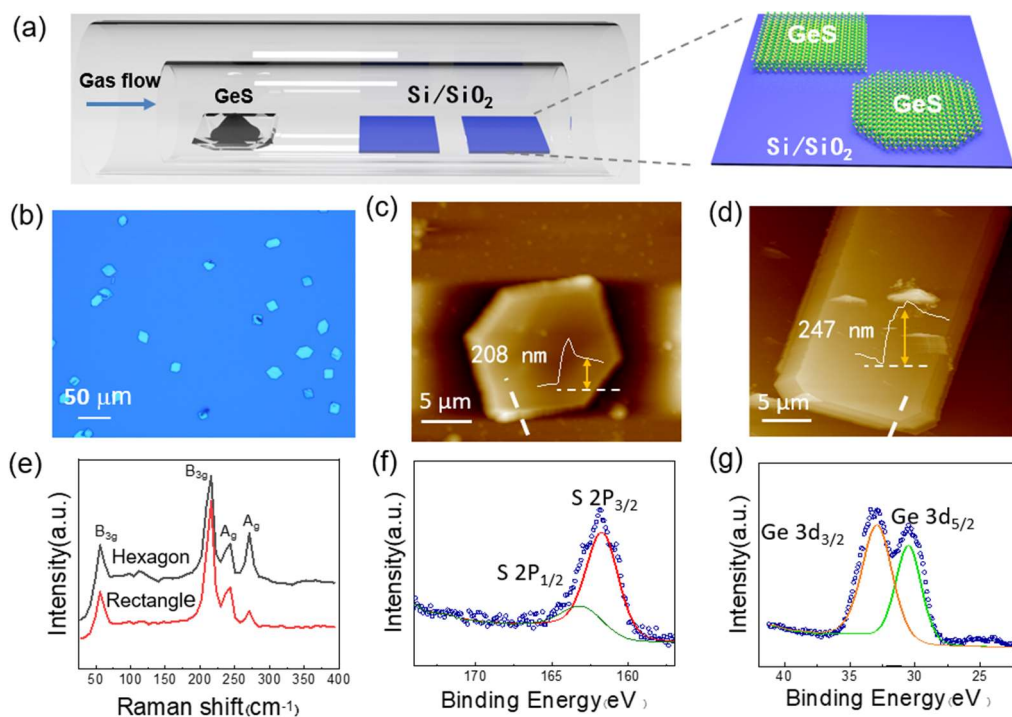 (a)
Gas flow
GeS
Si/SiO₂
GeS
GeS
Si/SiO₂
(b)
50 μm
(c)
208 nm
5 μm
(d)
247 nm
5 μm
(e)
Intensity(a.u.)
B₃g
B₃g
Ag
Ag
Hexagon
Rectangle
50 100 150 200 250 300 350 400
Raman shift(cm⁻¹)
(f)
Intensity(a.u.)
S 2P₃/₂
S 2P₁/₂
170 165 160
Binding Energy(eV)
(g)
Intensity(a.u.)
Ge 3d₃/₂
Ge 3d₅/₂
40 35 30 25
Binding Energy(eV)